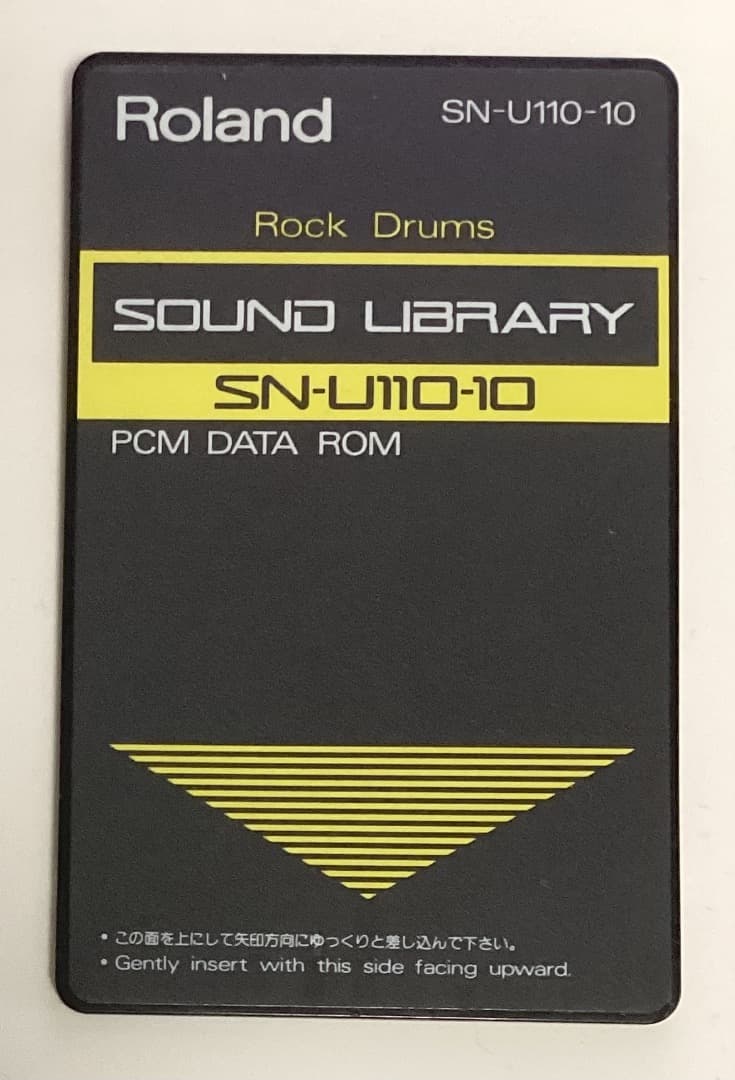 Roland
SN-U110-10
Rock Drums
SOUND LIBRARY
SN-U110-10
PCM DATA ROM
• この面を上にして矢印方向にゆっくりと差し込んで下さい。
• Gently insert with this side facing upward.